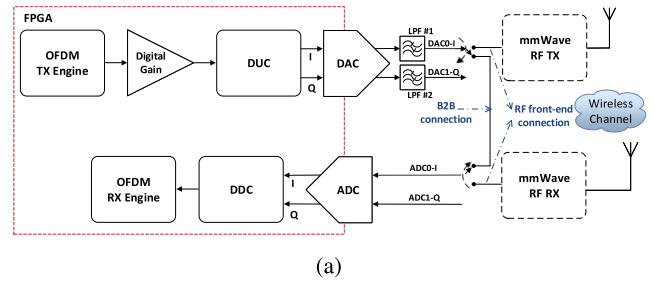 FPGA
OFDM
TX Engine
Digital
Gain
DUC
I
Q
DAC
LPF #1
DAC0-I
DAC1-Q
LPF #2
mmWave
RF TX
B2B
connection
RF front-end
connection
Wireless
Channel
OFDM
RX Engine
DDC
I
Q
ADC
ADC0-I
ADC1-Q
mmWave
RF RX
(a)